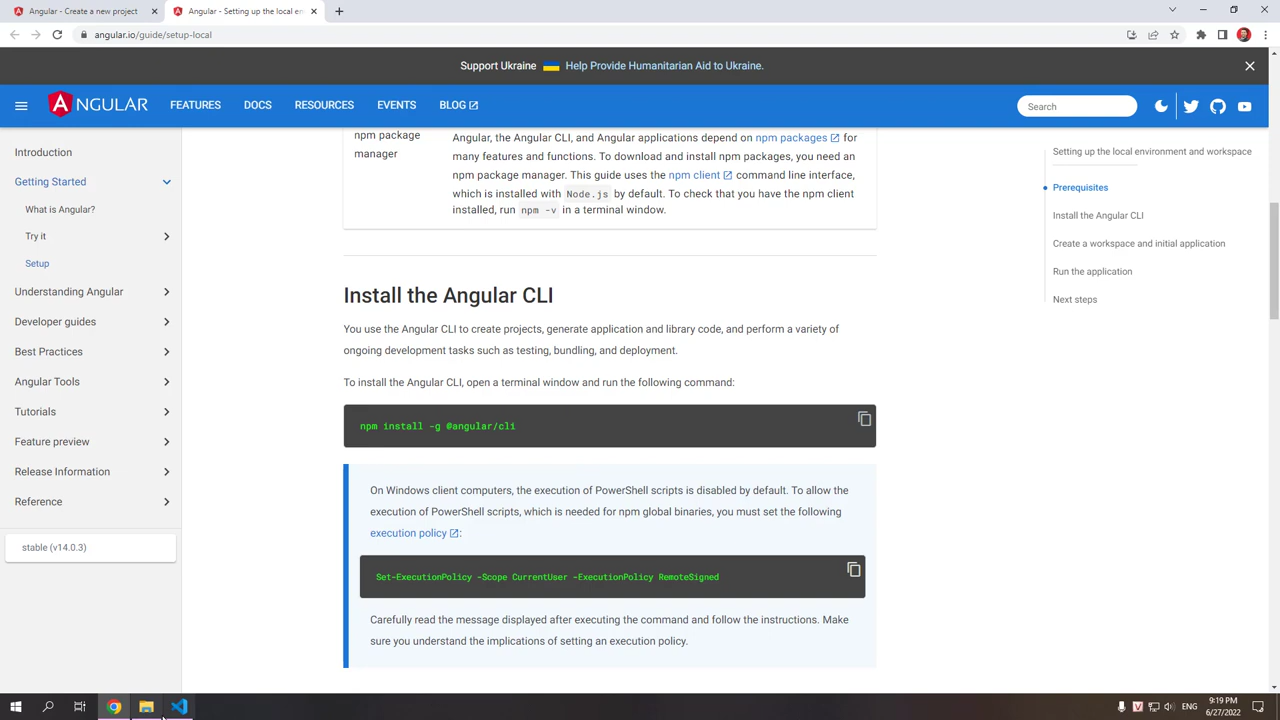 Angular - Create a new project
Angular - Setting up the local en
angular.io/guide/setup-local
Support Ukraine Help Provide Humanitarian Aid to Ukraine.
ANGULAR FEATURES DOCS RESOURCES EVENTS BLOG Search
Introduction
Getting Started
What is Angular?
Try it
Setup
Understanding Angular
Developer guides
Best Practices
Angular Tools
Tutorials
Feature preview
Release Information
Reference
stable (v14.0.3)
npm package
manager
Angular, the Angular CLI, and Angular applications depend on npm packages for
many features and functions. To download and install npm packages, you need an
npm package manager. This guide uses the npm client command line interface,
which is installed with Node.js by default. To check that you have the npm client
installed, run npm -v in a terminal window.
Install the Angular CLI
You use the Angular CLI to create projects, generate application and library code, and perform a variety of
ongoing development tasks such as testing, bundling, and deployment.
To install the Angular CLI, open a terminal window and run the following command:
npm install -g @angular/cli
On Windows client computers, the execution of PowerShell scripts is disabled by default. To allow the
execution of PowerShell scripts, which is needed for npm global binaries, you must set the following
execution policy :
Set-ExecutionPolicy -Scope CurrentUser -ExecutionPolicy RemoteSigned
Carefully read the message displayed after executing the command and follow the instructions. Make
sure you understand the implications of setting an execution policy.
Setting up the local environment and workspace
Prerequisites
Install the Angular CLI
Create a workspace and initial application
Run the application
Next steps
ENG
9:19 PM
6/27/2022